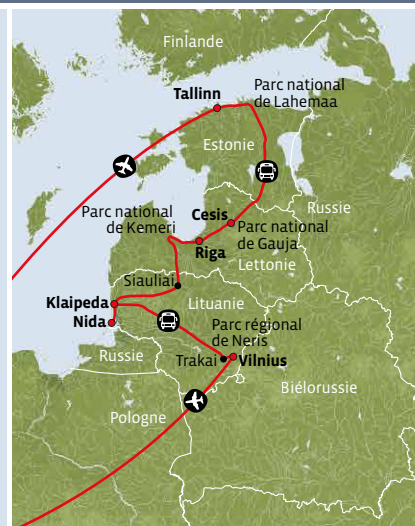 Finlande
Tallinn
Parc national
de Lahemaa
Estonie
Russie
Parc national
de Kemeri
Cesis
Parc national
de Gauja
Riga
Lettonie
Siauliai
Klaipeda
Lituanie
Nida
Parc régional
de Neris
Russie
Trakai
Vilnius
Biélorussie
Pologne